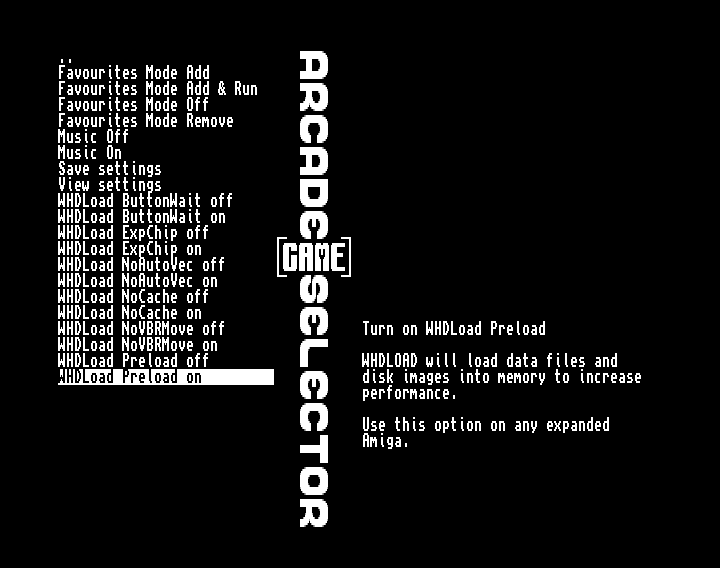 ..
Favourites Mode Add
Favourites Mode Add & Run
Favourites Mode Off
Favourites Mode Remove
Music Off
Music On
Save settings
View settings
WHDLoad ButtonWait off
WHDLoad ButtonWait on
WHDLoad ExpChip off
WHDLoad ExpChip on
WHDLoad NoAutoVec off
WHDLoad NoAutoVec on
WHDLoad NoCache off
WHDLoad NoCache on
WHDLoad NoVBRMove off
WHDLoad NoVBRMove on
WHDLoad Preload off
WHDLoad Preload on
ARCADE
[GAME]
SELECTOR
Turn on WHDLoad Preload
WHDLOAD will load data files and
disk images into memory to increase
performance.
Use this option on any expanded
Amiga.